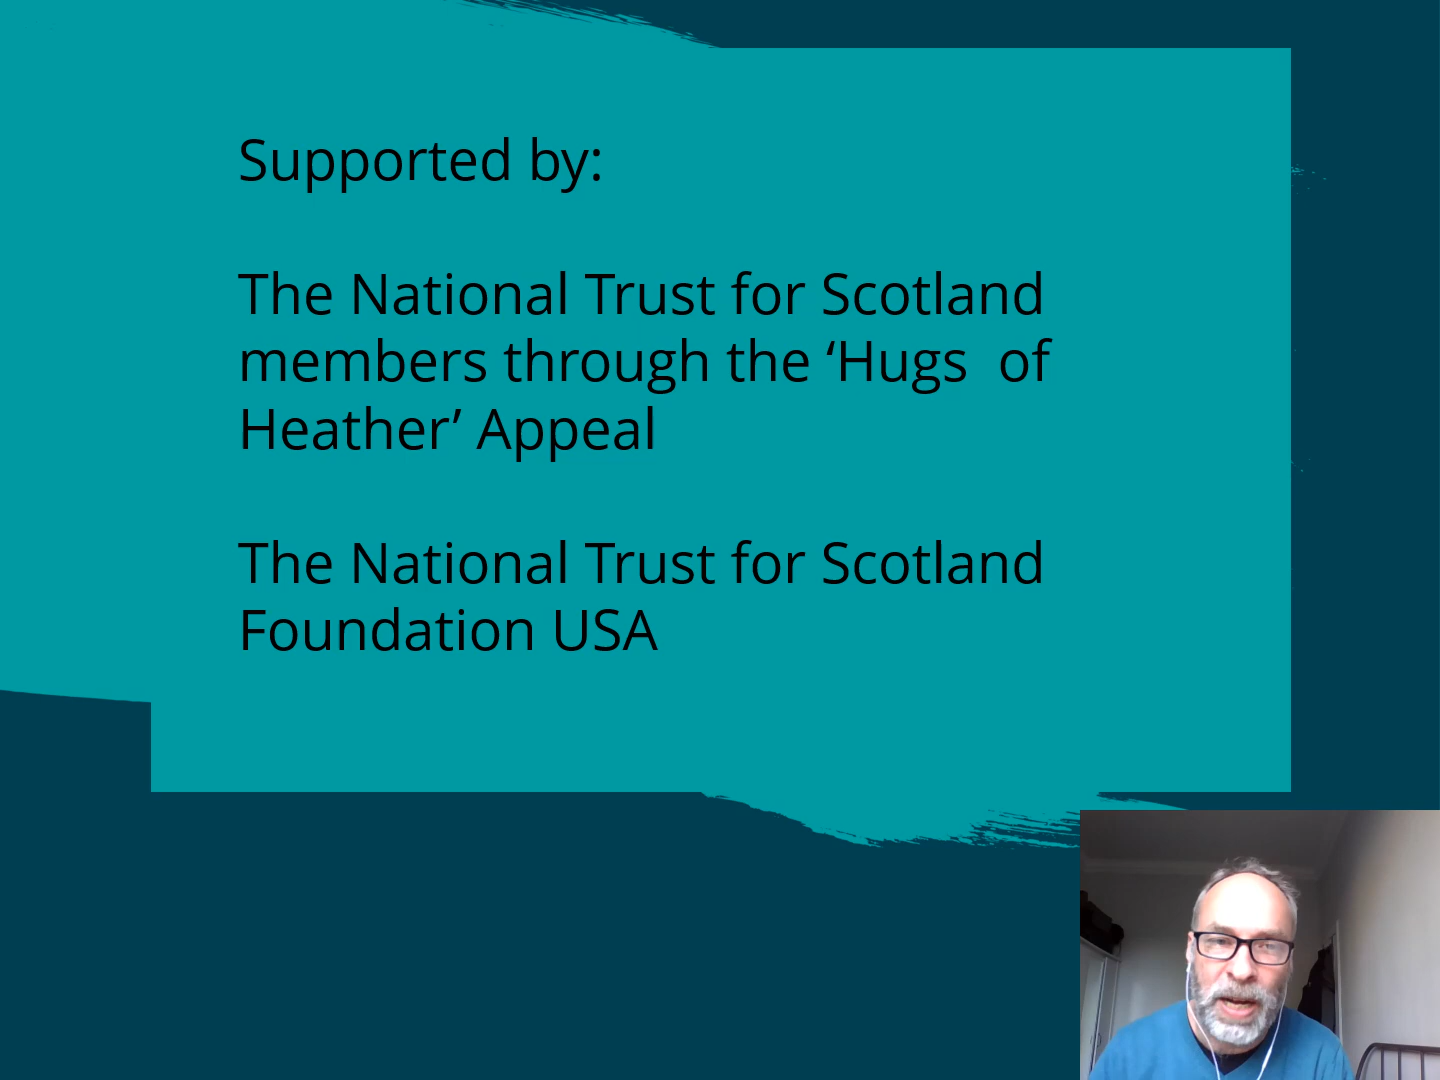 Supported by:
The National Trust for Scotland
members through the ‘Hugs  of
Heather’ Appeal
The National Trust for Scotland
Foundation USA